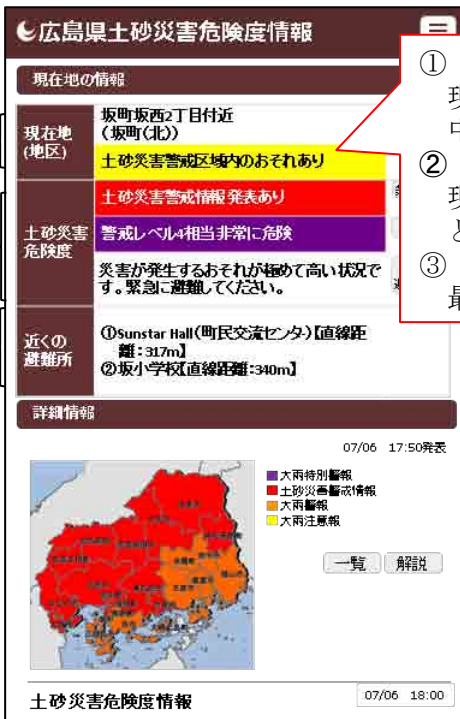 広島県土砂災害危険度情報
現在地の情報
現在地
(地区)
坂町坂西2丁目付近
(坂町(北))
土砂災害警戒区域内のおそれあり
土砂災害
危険度
土砂災害警戒情報発表あり
警戒レベル4相当非常に危険
災害が発生するおそれが極めて高い状況で
す。緊急に避難してください。
近くの
避難所
①Sunstar Hall(町民交流センター)【直線距
離:317m】
②坂小学校【直線距離:340m】
①
現
②
現
と
③
最
詳細情報
07/06 17:50発表
大雨特別警報
土砂災害警戒情報
大雨警報
大雨注意報
一覧
解説
土砂災害危険度情報
07/06 18:00